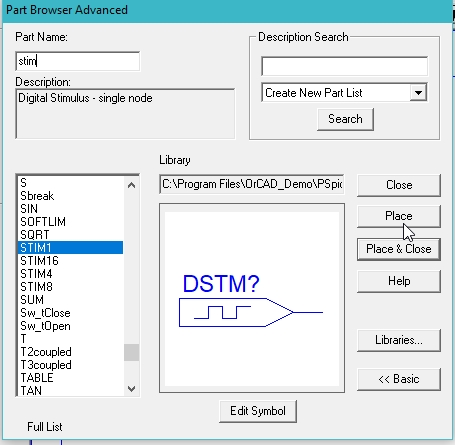 Part Browser Advanced
Part Name:
stim
Description:
Digital Stimulus - single node
Description Search
Create New Part List
Search
Library
C:\Program Files\OrCAD_Demo\PSpic
S
Sbreak
SIN
SOFTLIM
SQRT
STIM1
STIM16
STIM4
STIM8
SUM
Sw_tClose
Sw_tOpen
T
T2coupled
T3coupled
TABLE
TAN
Full List
DSTM?
Edit Symbol
Close
Place
Place & Close
Help
Libraries...
<< Basic